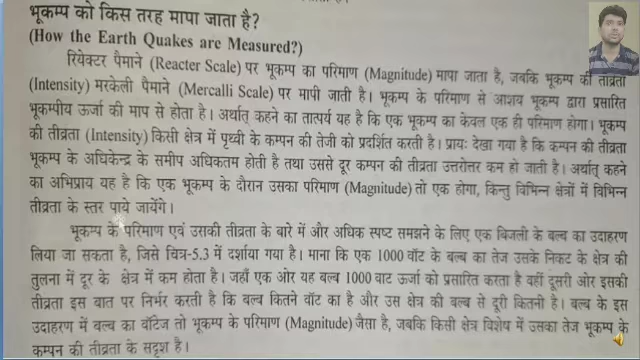 भूकम्प को किस तरह मापा जाता है?
(How the Earth Quakes are Measured?)
रियेक्टर पैमाने (Reacter Scale) पर भूकम्प का परिमाण (Magnitude) मापा जाता है, जबकि भूकम्प की तीव्रता
(Intensity) मरकेली पैमाने (Mercalli Scale) पर मापी जाती है। भूकम्प के परिमाण से आशय भूकम्प द्वारा प्रसारित
भूकम्पीय ऊर्जा की माप से होता है। अर्थात् कहने का तात्पर्य यह है कि एक भूकम्प का केवल एक ही परिमाण होगा। भूकम्प
की तीव्रता (Intensity) किसी क्षेत्र में पृथ्वी के कम्पन की तेजी को प्रदर्शित करती है। प्रायः देखा गया है कि कम्पन की तीव्रता
भूकम्प के अधिकेन्द्र के समीप अधिकतम होती है तथा उससे दूर कम्पन की तीव्रता उत्तरोत्तर कम हो जाती है। अर्थात् कहने
का अभिप्राय यह है कि एक भूकम्प के दौरान उसका परिमाण (Magnitude) तो एक होगा, किन्तु विभिन्न क्षेत्रों में विभिन्न
तीव्रता के स्तर पाये जायेंगे।
भूकम्प के परिमाण एवं उसकी तीव्रता के बारे में और अधिक स्पष्ट समझने के लिए एक बिजली के बल्ब का उदाहरण
लिया जा सकता है, जिसे चित्र-5.3 में दर्शाया गया है। माना कि एक 1000 वॉट के बल्ब का तेज उसके निकट के क्षेत्र की
तुलना में दूर के क्षेत्र में कम होता है। जहाँ एक ओर यह बल्ब 1000 वाट ऊर्जा को प्रसारित करता है वहीं दूसरी ओर इसकी
तीव्रता इस बात पर निर्भर करती है कि बल्ब कितने वॉट का है और उस क्षेत्र की बल्ब से दूरी कितनी है। बल्ब के इस
उदाहरण में बल्ब का वॉटेज तो भूकम्प के परिमाण (Magnitude) जैसा है, जबकि किसी क्षेत्र विशेष में उसका तेज भूकम्प के
कम्पन की तीव्रता के सदृश है।